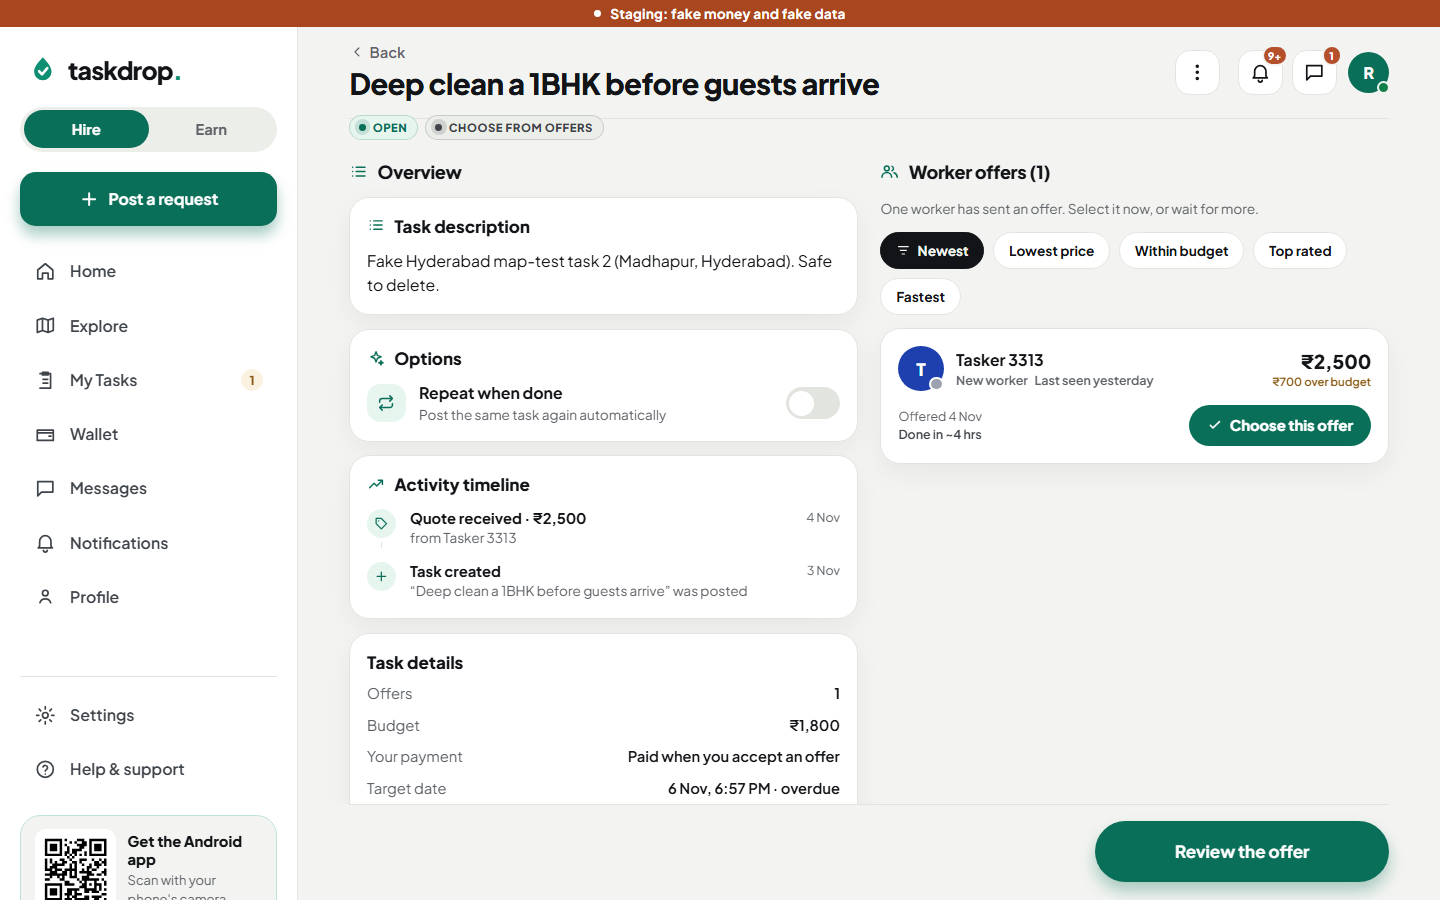 Staging: fake money and fake data
taskdrop.
Hire
Earn
Post a request
Home
Explore
My Tasks
1
Wallet
Messages
Notifications
Profile
Settings
Help & support
Get the Android
app
Scan with your
phone's camera
Back
Deep clean a 1BHK before guests arrive
9+
1
R
OPEN
CHOOSE FROM OFFERS
Overview
Task description
Fake Hyderabad map-test task 2 (Madhapur, Hyderabad). Safe
to delete.
Options
Repeat when done
Post the same task again automatically
Activity timeline
Quote received · ₹2,500
4 Nov
from Tasker 3313
Task created
3 Nov
“Deep clean a 1BHK before guests arrive” was posted
Task details
Offers
1
Budget
₹1,800
Your payment
Paid when you accept an offer
Target date
6 Nov, 6:57 PM · overdue
Worker offers (1)
One worker has sent an offer. Select it now, or wait for more.
Newest
Lowest price
Within budget
Top rated
Fastest
T
Tasker 3313
₹2,500
New worker Last seen yesterday
₹700 over budget
Offered 4 Nov
Done in ~4 hrs
Choose this offer
Review the offer